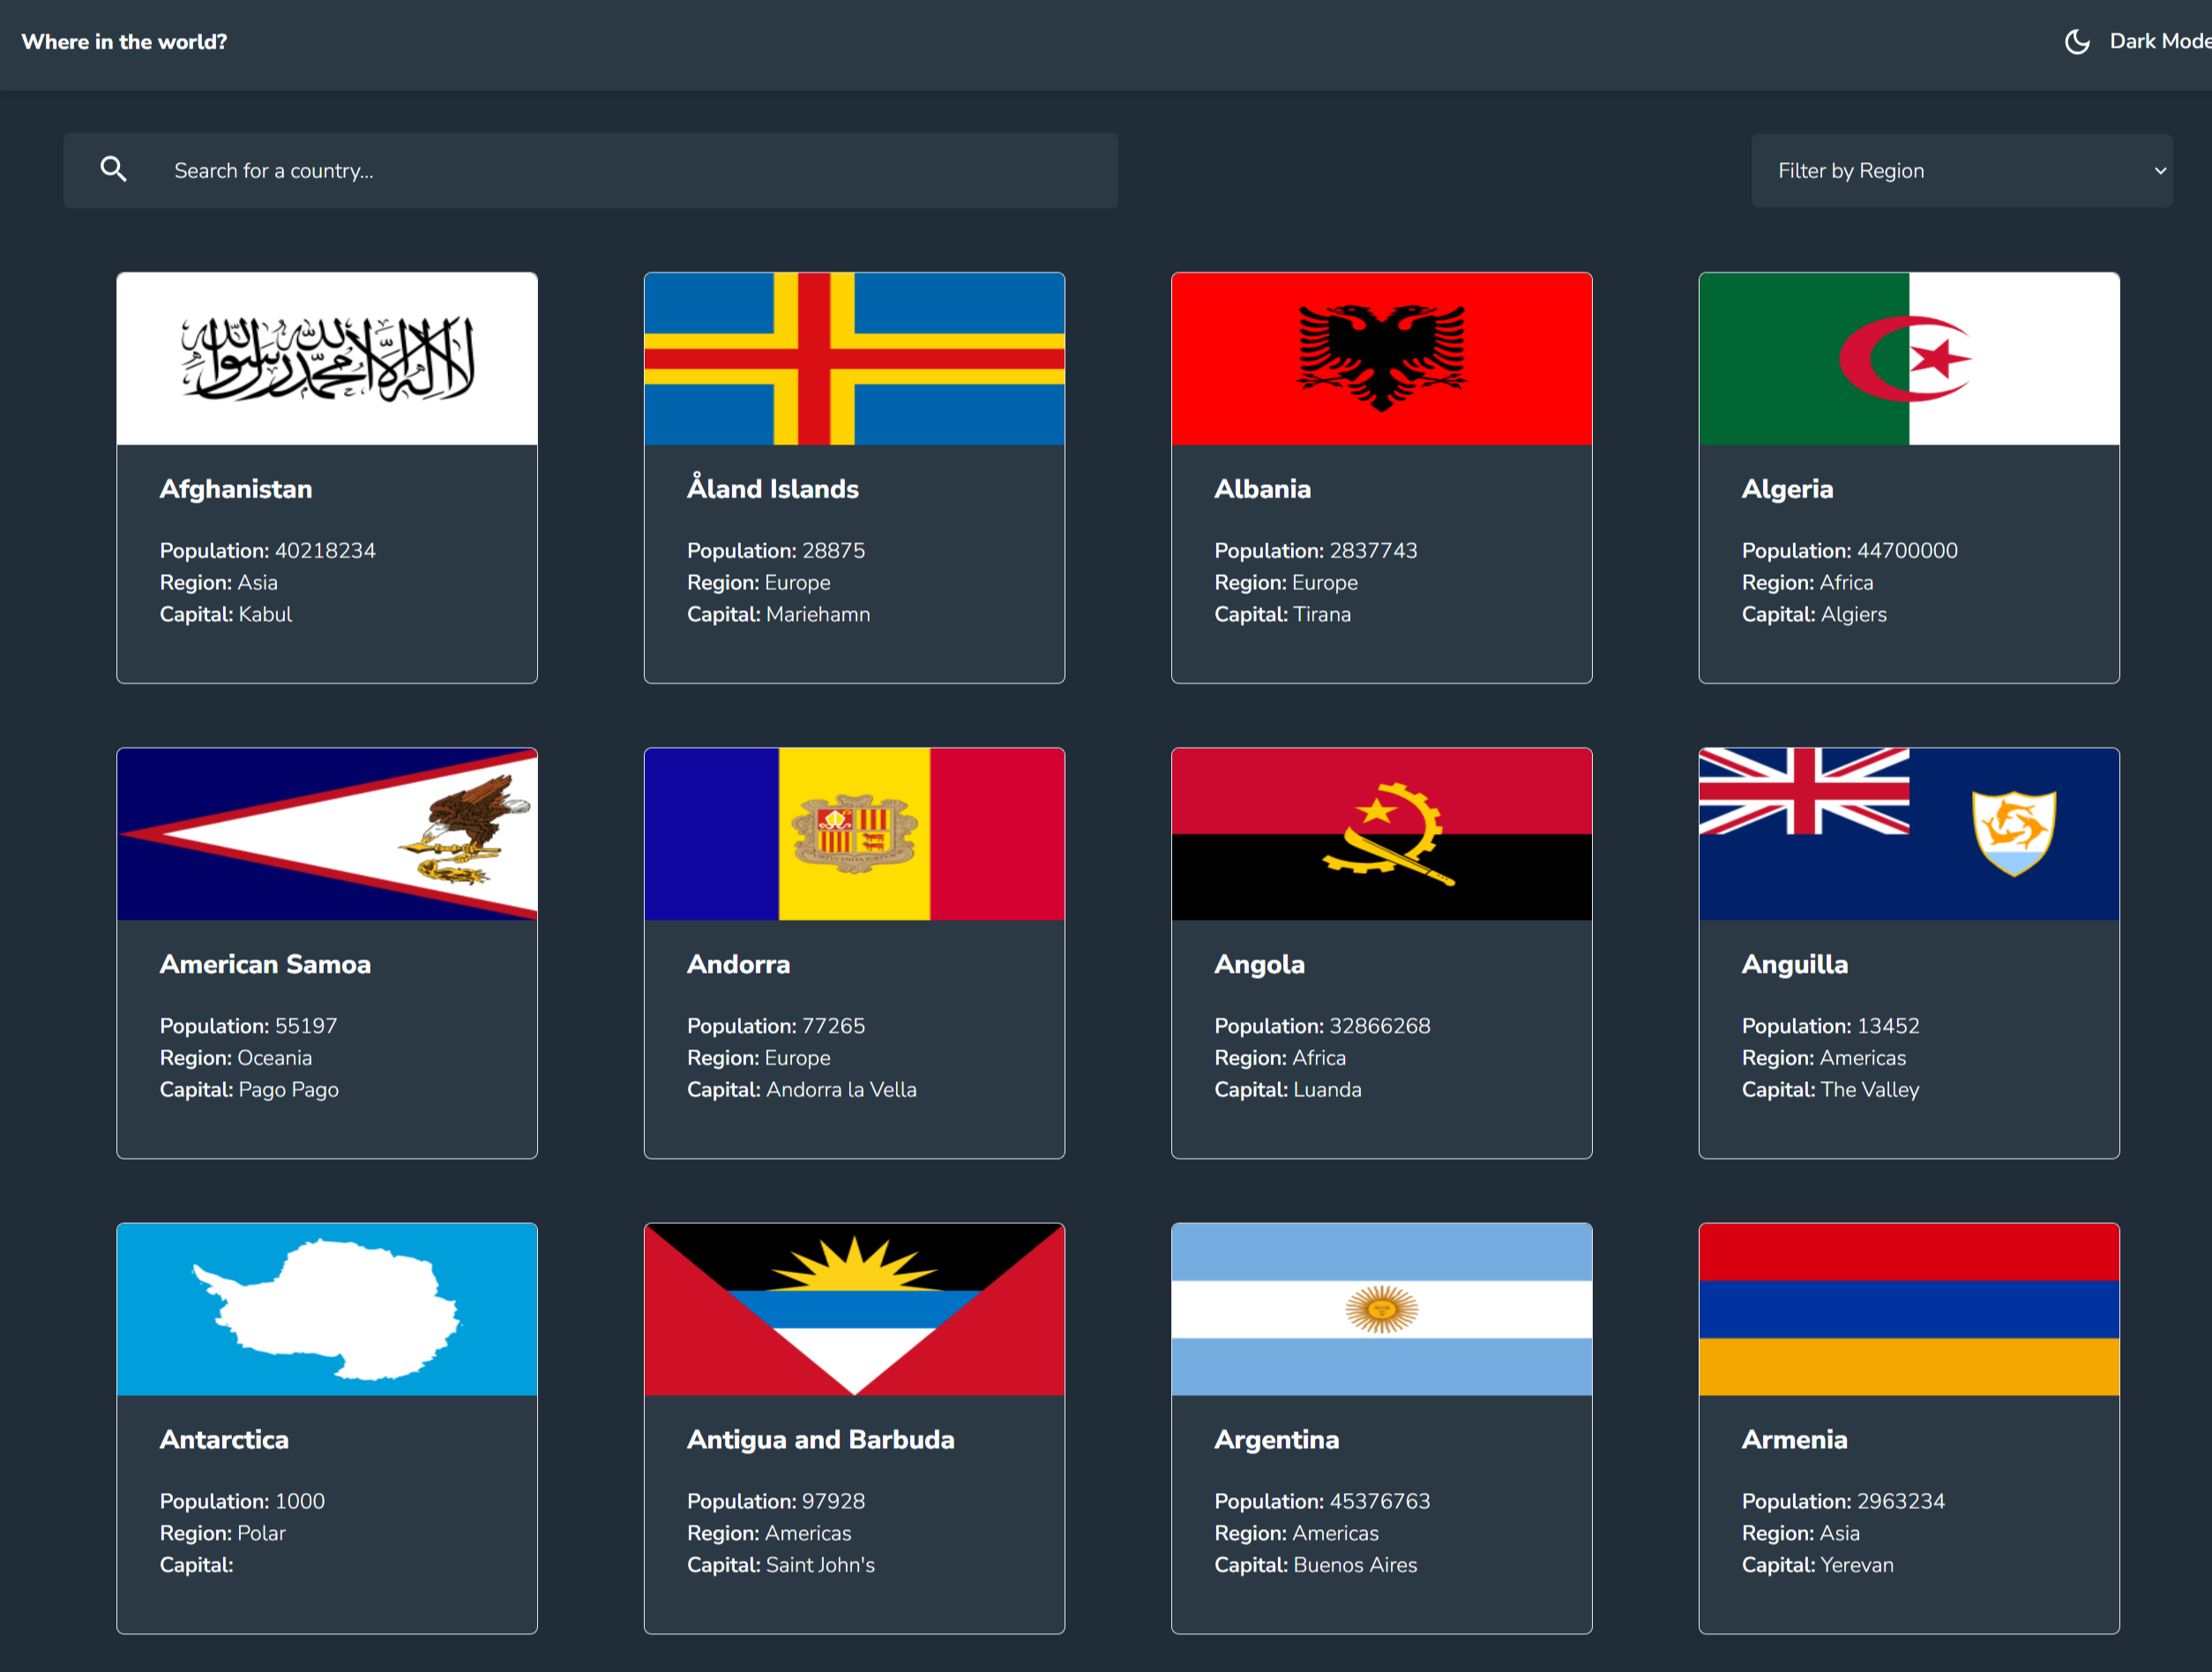 Where in the world?
Dark Mode
Search for a country...
Filter by Region
لا إله إلا الله محمد رسول الله
Afghanistan
Population: 40218234
Region: Asia
Capital: Kabul
Åland Islands
Population: 28875
Region: Europe
Capital: Mariehamn
Albania
Population: 2837743
Region: Europe
Capital: Tirana
Algeria
Population: 44700000
Region: Africa
Capital: Algiers
American Samoa
Population: 55197
Region: Oceania
Capital: Pago Pago
Andorra
Population: 77265
Region: Europe
Capital: Andorra la Vella
Angola
Population: 32866268
Region: Africa
Capital: Luanda
Anguilla
Population: 13452
Region: Americas
Capital: The Valley
Antarctica
Population: 1000
Region: Polar
Capital:
Antigua and Barbuda
Population: 97928
Region: Americas
Capital: Saint John's
Argentina
Population: 45376763
Region: Americas
Capital: Buenos Aires
Armenia
Population: 2963234
Region: Asia
Capital: Yerevan